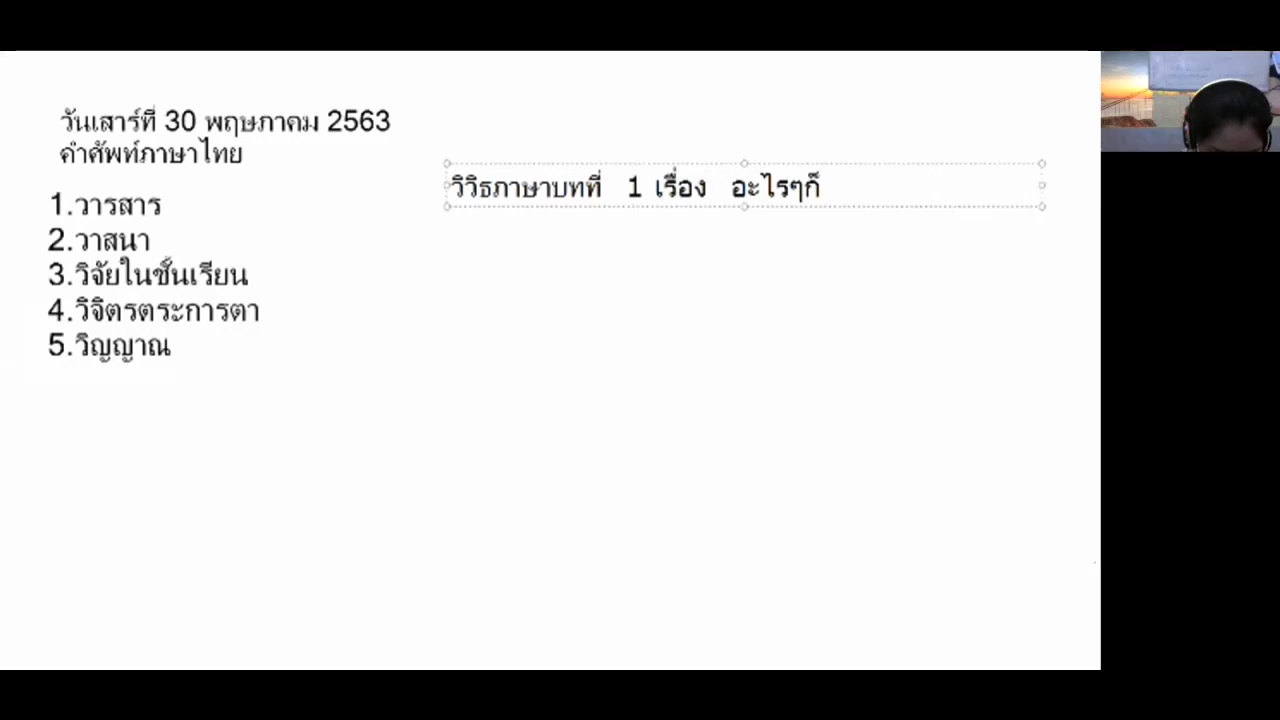 วันเสาร์ที่ 30 พฤษภาคม 2563
คำศัพท์ภาษาไทย
1.วารสาร
2.วาสนา
3.วิจัยในชั้นเรียน
4.วิจิตรตระการตา
5.วิญญาณ
วิวิธภาษาบทที่ 1 เรื่อง อะไรๆก็